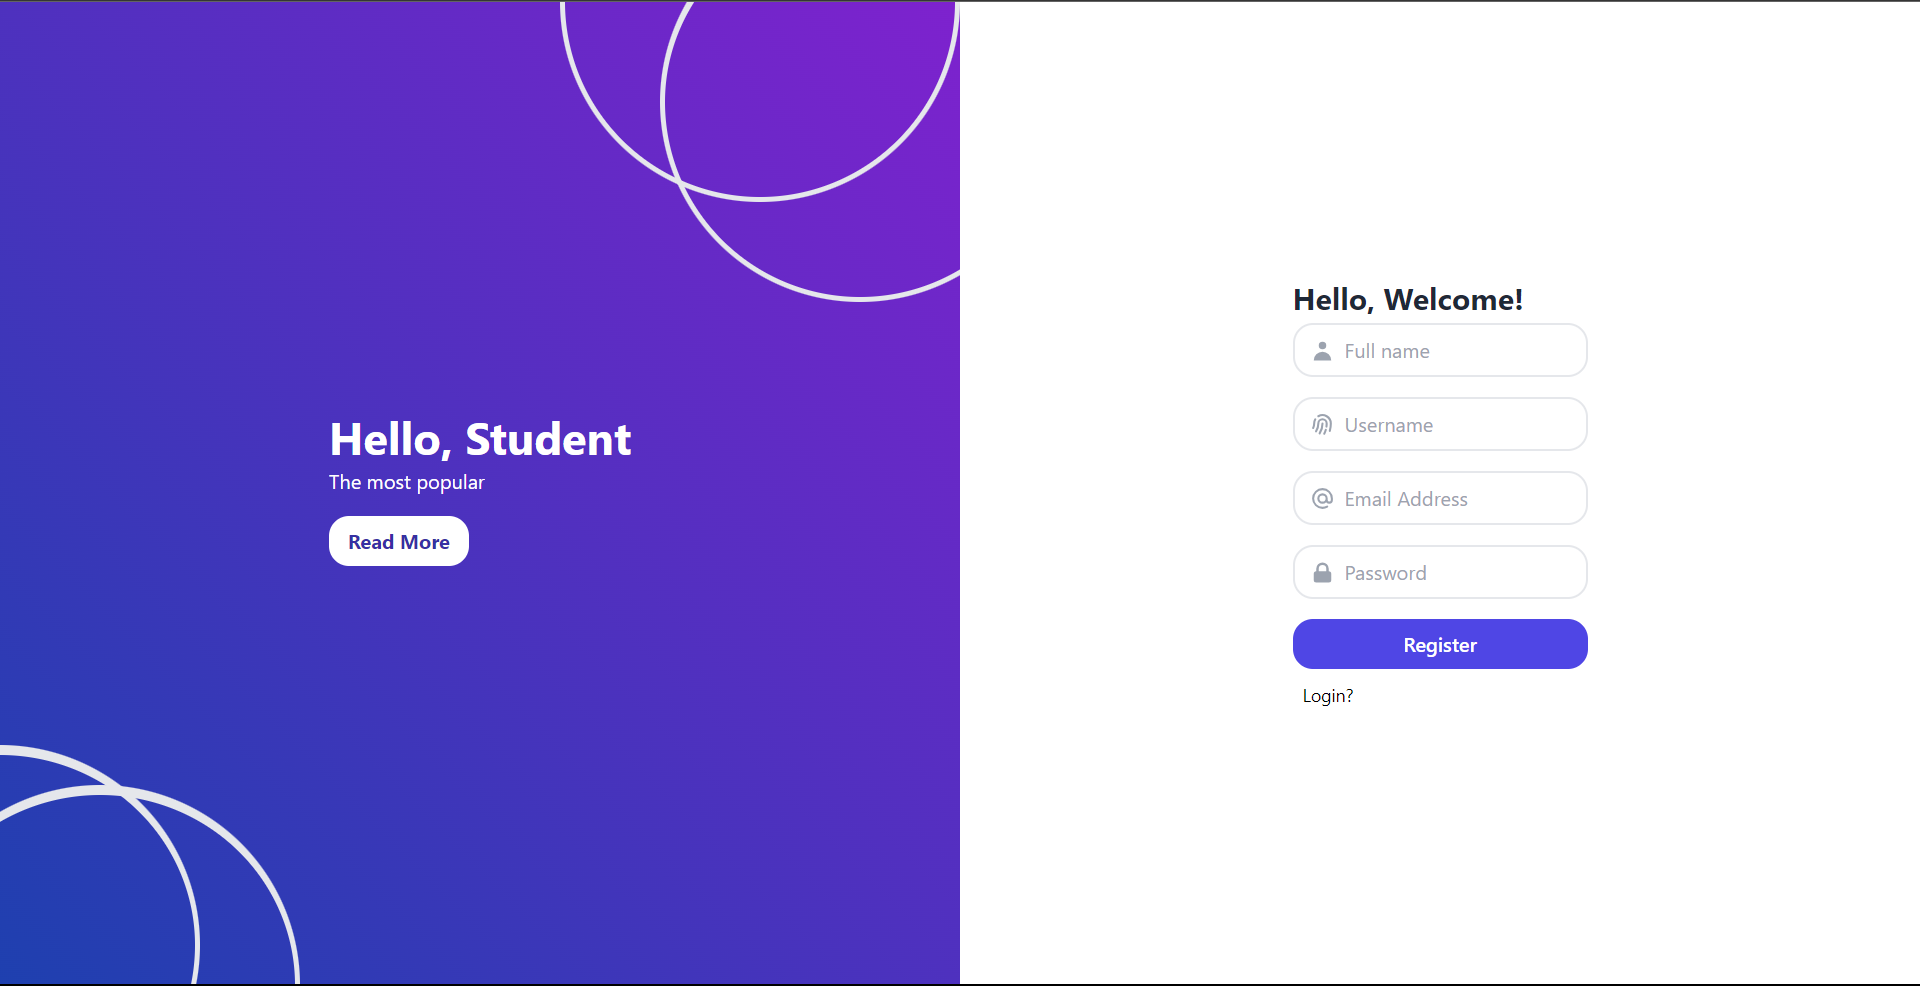 Hello, Student
The most popular
Read More
Hello, Welcome!
Full name
Username
Email Address
Password
Register
Login?